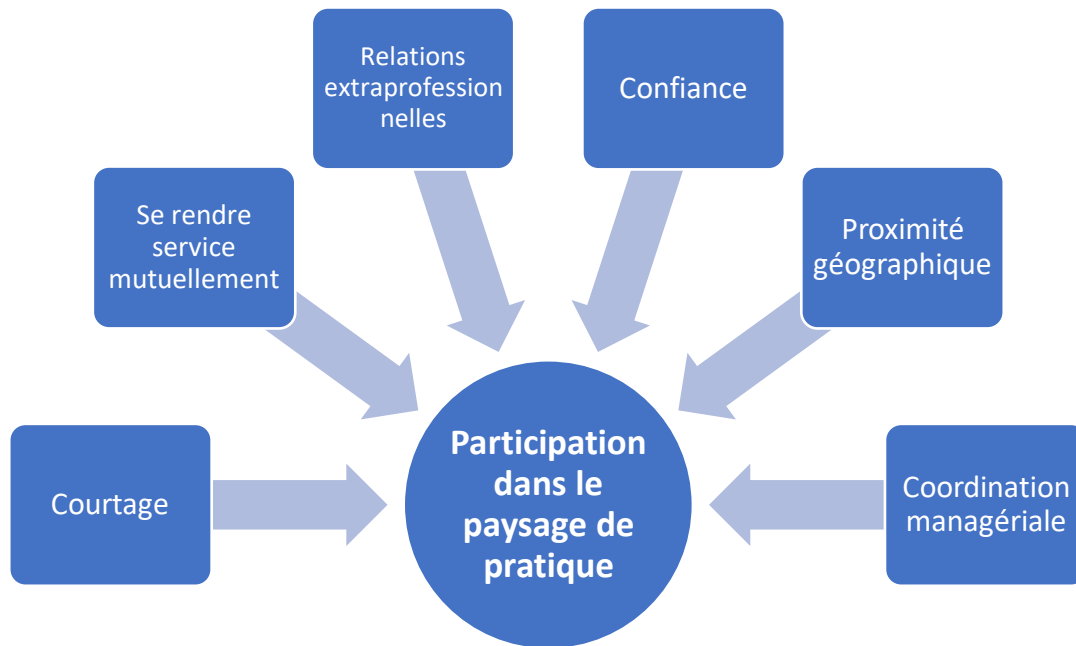 Relations
extraprofession
nelles
Confiance
Se rendre
service
mutuellement
Proximité
géographique
Participation
dans le
paysage de
pratique
Courtage
Coordination
managériale